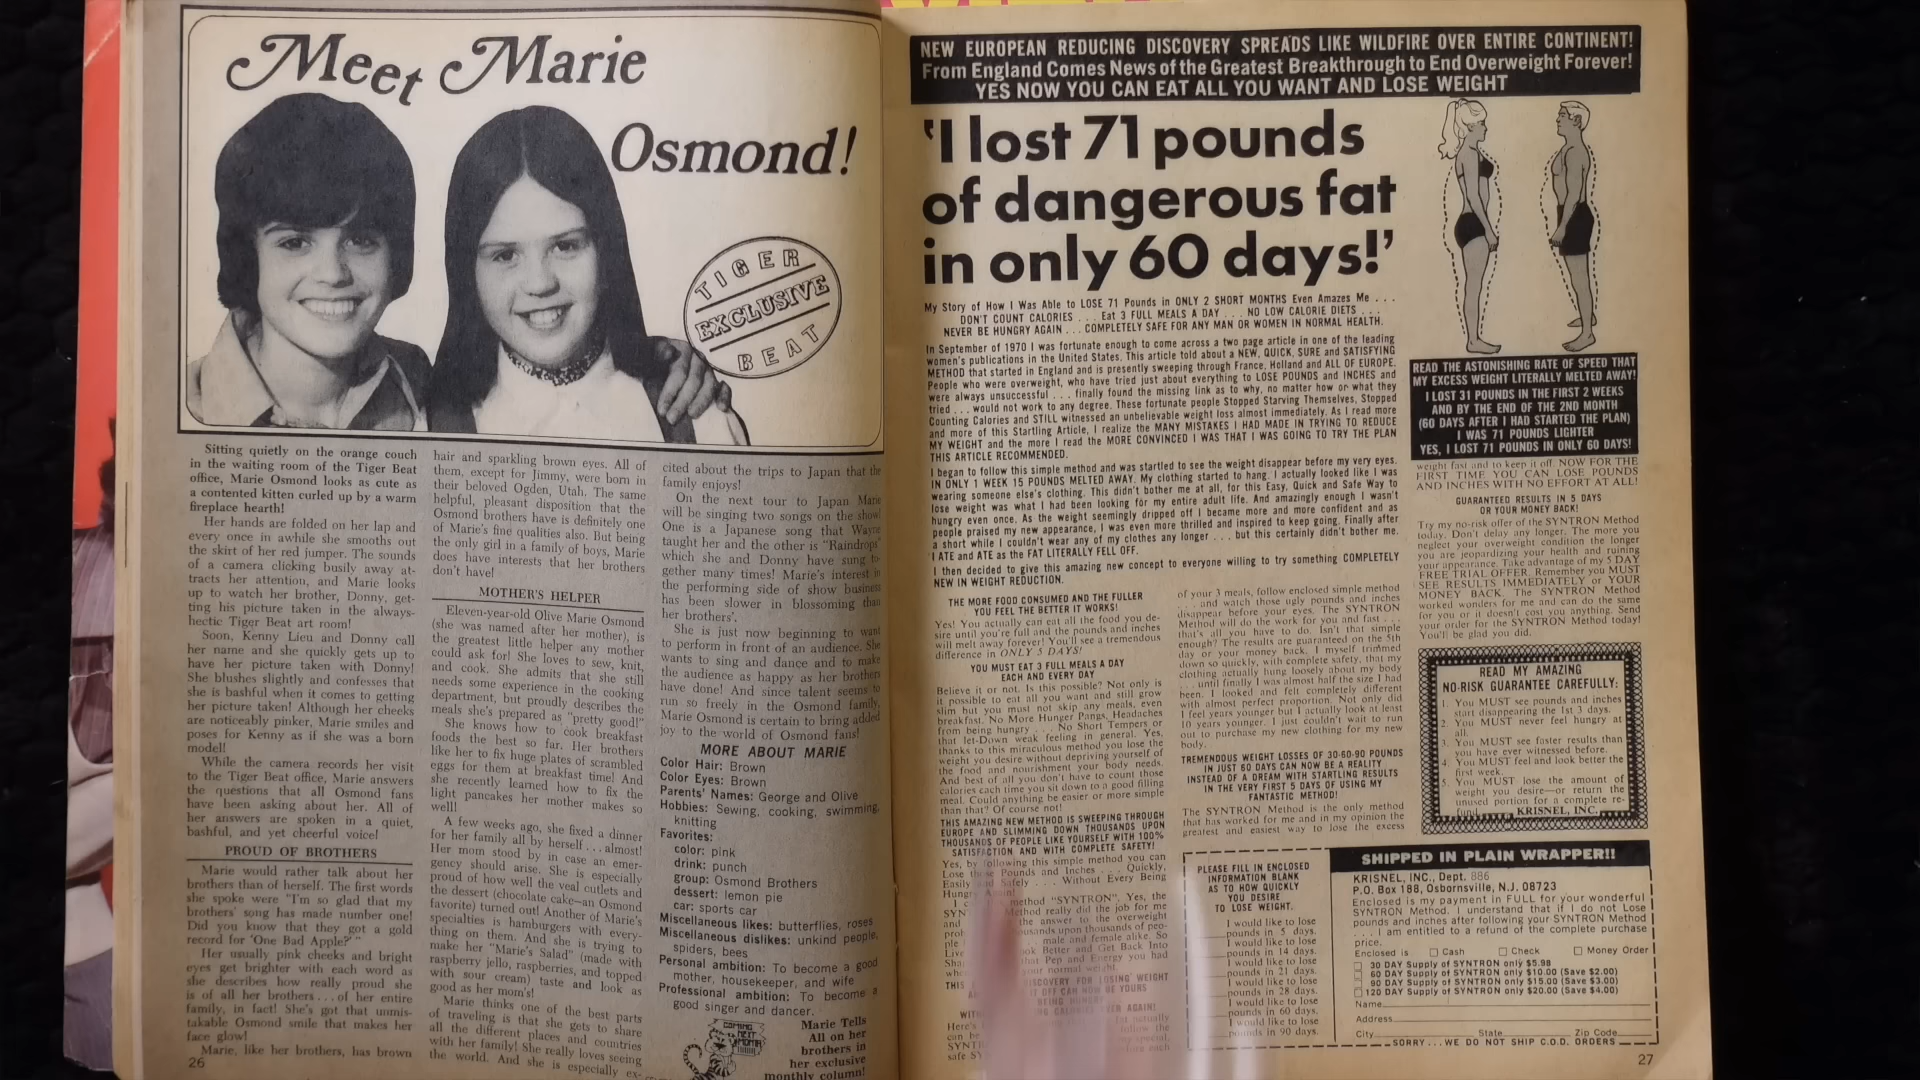 Meet Marie
Osmond!
TIGER
EXCLUSIVE
BEAT
Sitting quietly on the orange couch
in the waiting room of the Tiger Beat
office, Marie Osmond looks as cute as
a contented kitten curled up by a warm
fireplace hearth!
Her hands are folded on her lap and
every once in awhile she smooths out
the skirt of her red jumper. The sounds
of a camera clicking busily away at-
tracts her attention, and Marie looks
up to watch her brother, Donny, get-
ting his picture taken in the always-
hectic Tiger Beat art room!
Soon, Kenny Lieu and Donny call
her name and she quickly gets up to
have her picture taken with Donny!
She blushes slightly and confesses that
she is bashful when it comes to getting
her picture taken! Although her cheeks
are noticeably pinker, Marie smiles and
poses for Kenny as if she was a born
model!
While the camera records her visit
to the Tiger Beat office, Marie answers
the questions that all Osmond fans
have been asking about her. All of
her answers are spoken in a quiet,
bashful, and yet cheerful voice!
PROUD OF BROTHERS
Marie would rather talk about her
brothers than of herself. The first words
she spoke were "I'm so glad that my
brothers' song has made number one!
Did you know that they got a gold
record for 'One Bad Apple?'"
Her usually pink cheeks and bright
eyes get brighter with each word as
she describes how really proud she
is of all her brothers . . . of her entire
family, in fact! She's got that unmis-
takable Osmond smile that makes her
face glow!
Marie, like her brothers, has brown
26
hair and sparkling brown eyes. All of
them, except for Jimmy, were born in
their beloved Ogden, Utah. The same
helpful, pleasant disposition that the
Osmond brothers have is definitely one
of Marie's fine qualities also. But being
the only girl in a family of boys, Marie
does have interests that her brothers
don't have!
MOTHER'S HELPER
Eleven-year-old Olive Marie Osmond
(she was named after her mother), is
the greatest little helper any mother
could ask for! She loves to sew, knit,
and cook. She admits that she still
needs some experience in the cooking
department, but proudly describes the
meals she's prepared as "pretty good!"
She knows how to cook breakfast
foods the best so far. Her brothers
like her to fix huge plates of scrambled
eggs for them at breakfast time! And
she recently learned how to fix the
light pancakes her mother makes so
well!
A few weeks ago, she fixed a dinner
for her family all by herself . . . almost!
Her mom stood by in case an emer-
gency should arise. She is especially
proud of how well the veal cutlets and
the dessert (chocolate cake—an Osmond
favorite) turned out! Another of Marie's
specialties is hamburgers with every-
thing on them. And she is trying to
make her "Marie's Salad" (made with
raspberry jello, raspberries, and topped
with sour cream) taste and look as
good as her mom's!
Marie thinks one of the best parts
of traveling is that she gets to share
all the different places and countries
with her family! She really loves seeing
the world. And she is especially ex-
cited about the trips to Japan that the
family enjoys!
On the next tour to Japan Marie
will be singing two songs on the show!
One is a Japanese song that Wayne
taught her and the other is "Raindrops"
which she and Donny have sung to-
gether many times! Marie's interest in
the performing side of show business
has been slower in blossoming than
her brothers'.
She is just now beginning to want
to perform in front of an audience. She
wants to sing and dance and to make
the audience as happy as her brothers
have done! And since talent seems to
run so freely in the Osmond family,
Marie Osmond is certain to bring added
joy to the world of Osmond fans!
MORE ABOUT MARIE
Color Hair: Brown
Color Eyes: Brown
Parents' Names: George and Olive
Hobbies: Sewing, cooking, swimming,
knitting
Favorites:
color: pink
drink: punch
group: Osmond Brothers
dessert: lemon pie
car: sports car
Miscellaneous likes: butterflies, roses
Miscellaneous dislikes: unkind people,
spiders, bees
Personal ambition: To become a good
mother, housekeeper, and wife
Professional ambition: To become a
good singer and dancer.
COMING
NEXT
Marie Tells
All on her
brothers in
her exclusive
monthly column!
NEW EUROPEAN REDUCING DISCOVERY SPREADS LIKE WILDFIRE OVER ENTIRE CONTINENT!
From England Comes News of the Greatest Breakthrough to End Overweight Forever!
YES NOW YOU CAN EAT ALL YOU WANT AND LOSE WEIGHT
'I lost 71 pounds
of dangerous fat
in only 60 days!'
My Story of How I Was Able to LOSE 71 Pounds in ONLY 2 SHORT MONTHS Even Amazes Me . . .
DON'T COUNT CALORIES . . . Eat 3 FULL MEALS A DAY . . . NO LOW CALORIE DIETS . . .
NEVER BE HUNGRY AGAIN . . . COMPLETELY SAFE FOR ANY MAN OR WOMEN IN NORMAL HEALTH.
In September of 1970 I was fortunate enough to come across a two page article in one of the leading
women's publications in the United States. This article told about a NEW, QUICK, SURE and SATISFYING
METHOD that started in England and is presently sweeping through France, Holland and ALL OF EUROPE.
People who were overweight, who have tried just about everything to LOSE POUNDS and INCHES and
were always unsuccessful . . . finally found the missing link as to why, no matter how or what they
tried . . . would not work to any degree. These fortunate people Stopped Starving Themselves, Stopped
Counting Calories and STILL witnessed an unbelievable weight loss almost immediately. As I read more
and more of this Startling Article, I realize the MANY MISTAKES I HAD MADE IN TRYING TO REDUCE
MY WEIGHT and the more I read the MORE CONVINCED I WAS THAT I WAS GOING TO TRY THE PLAN
THIS ARTICLE RECOMMENDED.
I began to follow this simple method and was startled to see the weight disappear before my very eyes.
IN ONLY 1 WEEK 15 POUNDS MELTED AWAY. My clothing started to hang. I actually looked like I was
wearing someone else's clothing. This didn't bother me at all, for this Easy, Quick and Safe Way to
lose weight was what I had been looking for my entire adult life. And amazingly enough I wasn't
hungry even once. As the weight seemingly dripped off I became more and more confident and as
people praised my new appearance, I was even more thrilled and inspired to keep going. Finally after
a short while I couldn't wear any of my clothes any longer . . . but this certainly didn't bother me.
I ATE and ATE as the FAT LITERALLY FELL OFF.
I then decided to give this amazing new concept to everyone willing to try something COMPLETELY
NEW IN WEIGHT REDUCTION.
THE MORE FOOD CONSUMED AND THE FULLER
YOU FEEL THE BETTER IT WORKS!
Yes! You actually can eat all the food you de-
sire until you're full and the pounds and inches
will melt away forever! You'll see a tremendous
difference in ONLY 5 DAYS!
YOU MUST EAT 3 FULL MEALS A DAY
EACH AND EVERY DAY
Believe it or not. Is this possible? Not only is
it possible to eat all you want and still grow
slim but you must not skip any meals, even
breakfast. No More Hunger Pangs, Headaches
from being hungry . . . No Short Tempers or
that let-Down weak feeling in general. Yes,
thanks to this miraculous method you lose the
weight you desire without depriving yourself of
the food and nourishment your body needs.
And best of all you don't have to count those
calories each time you sit down to a good filling
meal. Could anything be easier or more simple
than that? Of course not!
THIS AMAZING NEW METHOD IS SWEEPING THROUGH
EUROPE AND SLIMMING DOWN THOUSANDS UPON
THOUSANDS OF PEOPLE LIKE YOURSELF WITH 100%
SATISFACTION AND WITH COMPLETE SAFETY!
Yes, by following this simple method you can
Lose those Pounds and Inches . . . Quickly,
Easily and Safely . . . Without Every Being
Hungry Again!
method "SYNTRON". Yes, the
Method really did the job for me
the answer to the overweight
upon thousands of peo-
male and female alike. So
Better and Get Back Into
that Pep and Energy you had
your normal weight.
FOR LOSING WEIGHT
of your 3 meals, follow enclosed simple method
. . . and watch those ugly pounds and inches
disappear before your eyes. The SYNTRON
Method will do the work for you and fast . . .
that's all you have to do. Isn't that simple
enough? The results are guaranteed on the 5th
day or your money back. I myself trimmed
down so quickly, with complete safety, that my
clothing actually hung loosely about my body
. . . until finally I was almost half the size I had
been. I looked and felt completely different
with almost perfect proportion. Not only did
I feel years younger but I actually look at least
10 years younger. I just couldn't wait to run
out to purchase my new clothing for my new
body.
TREMENDOUS WEIGHT LOSSES OF 30-60-90 POUNDS
IN JUST 60 DAYS CAN NOW BE A REALITY
INSTEAD OF A DREAM WITH STARTLING RESULTS
IN THE VERY FIRST 5 DAYS OF USING MY
FANTASTIC METHOD!
The SYNTRON Method is the only method
that has worked for me and in my opinion the
greatest and easiest way to lose the excess
READ THE ASTONISHING RATE OF SPEED THAT
MY EXCESS WEIGHT LITERALLY MELTED AWAY!
I LOST 31 POUNDS IN THE FIRST 2 WEEKS
AND BY THE END OF THE 2ND MONTH
(60 DAYS AFTER I HAD STARTED THE PLAN)
I WAS 71 POUNDS LIGHTER
YES, I LOST 71 POUNDS IN ONLY 60 DAYS!
weight fast and to keep it off. NOW FOR THE
FIRST TIME YOU CAN LOSE POUNDS
AND INCHES WITH NO EFFORT AT ALL!
GUARANTEED RESULTS IN 5 DAYS
OR YOUR MONEY BACK!
Try my no-risk offer of the SYNTRON Method
today. Don't delay any longer. The more you
neglect your overweight condition the longer
you are jeopardizing your health and ruining
your appearance. Take advantage of my 5 DAY
FREE TRIAL OFFER. Remember you MUST
SEE RESULTS IMMEDIATELY or YOUR
MONEY BACK. The SYNTRON Method
worked wonders for me and can do the same
for you or it doesn't cost you anything. Send
your order for the SYNTRON Method today!
You'll be glad you did.
READ MY AMAZING
NO-RISK GUARANTEE CAREFULLY:
1. You MUST see pounds and inches
start disappearing the 1st 3 days.
2. You MUST never feel hungry at
all.
3. You MUST see faster results than
you have ever witnessed before.
4. You MUST feel and look better the
first week.
5. You MUST lose the amount of
weight you desire—or return the
unused portion for a complete re-
fund. KRISNEL, INC.
PLEASE FILL IN ENCLOSED
INFORMATION BLANK
AS TO HOW QUICKLY
YOU DESIRE
TO LOSE WEIGHT.
I would like to lose
pounds in 5 days.
I would like to lose
pounds in 14 days.
I would like to lose
pounds in 21 days.
I would like to lose
pounds in 28 days.
I would like to lose
pounds in 60 days.
I would like to lose
pounds in 90 days.
SHIPPED IN PLAIN WRAPPER!!
KRISNEL, INC., Dept. 886
P.O. Box 188, Osbornsville, N.J. 08723
Enclosed is my payment in FULL for your wonderful
SYNTRON Method. I understand that if I do not Lose
pounds and inches after following your SYNTRON Method
. . . I am entitled to a refund of the complete purchase
price.
Enclosed is Cash Check Money Order
30 DAY Supply of SYNTRON only $5.98
60 DAY Supply of SYNTRON only $10.00 (Save $2.00)
90 DAY Supply of SYNTRON only $15.00 (Save $3.00)
120 DAY Supply of SYNTRON only $20.00 (Save $4.00)
Name
Address
City State Zip Code
SORRY . . . WE DO NOT SHIP C.O.D. ORDERS
27